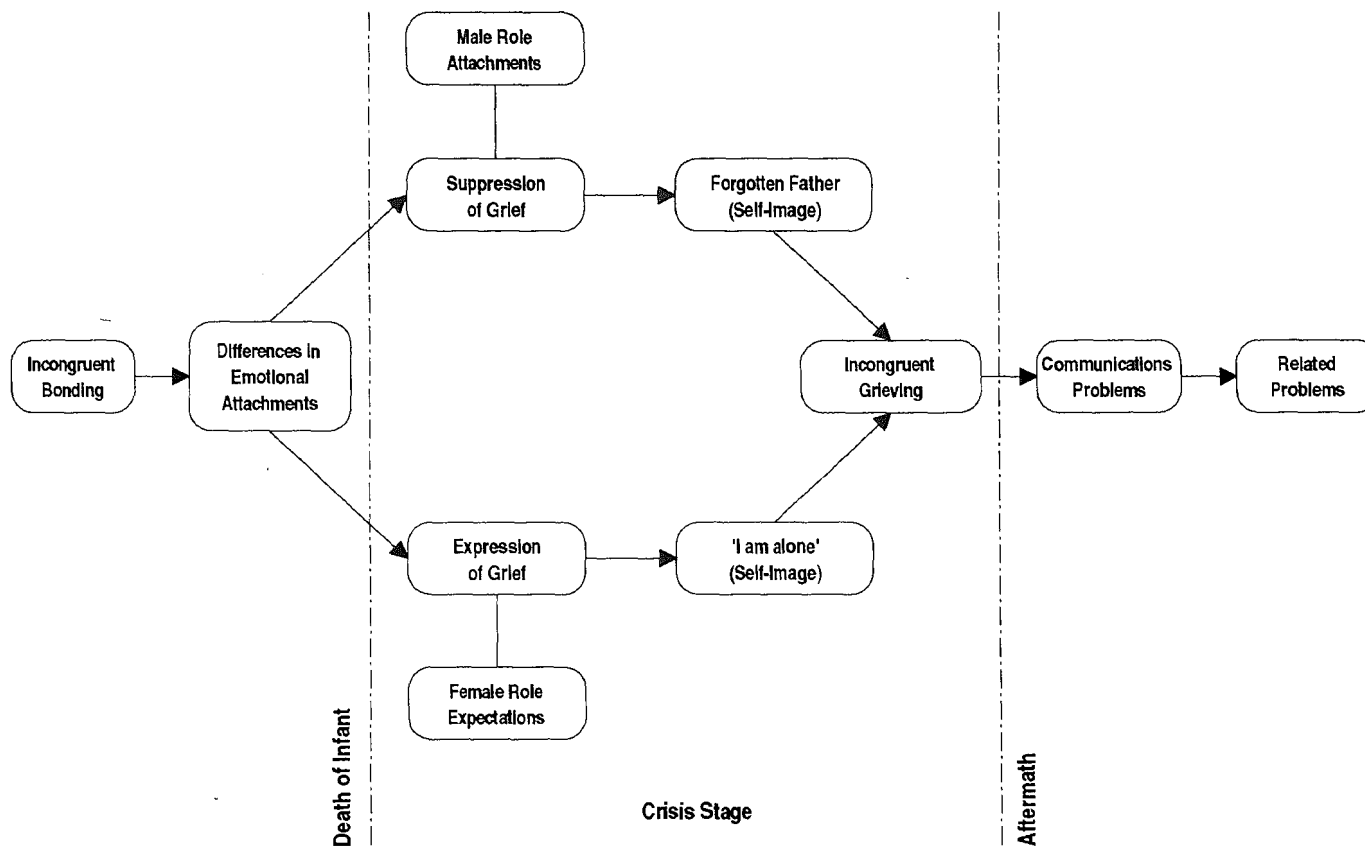 Male Role
Attachments
Suppression
of Grief
Forgotten Father
(Self-Image)
Incongruent
Bonding
Differences in
Emotional
Attachments
Incongruent
Grieving
Communications
Problems
Related
Problems
Expression
of Grief
'I am alone'
(Self-Image)
Female Role
Expectations
Death of Infant
Crisis Stage
Aftermath